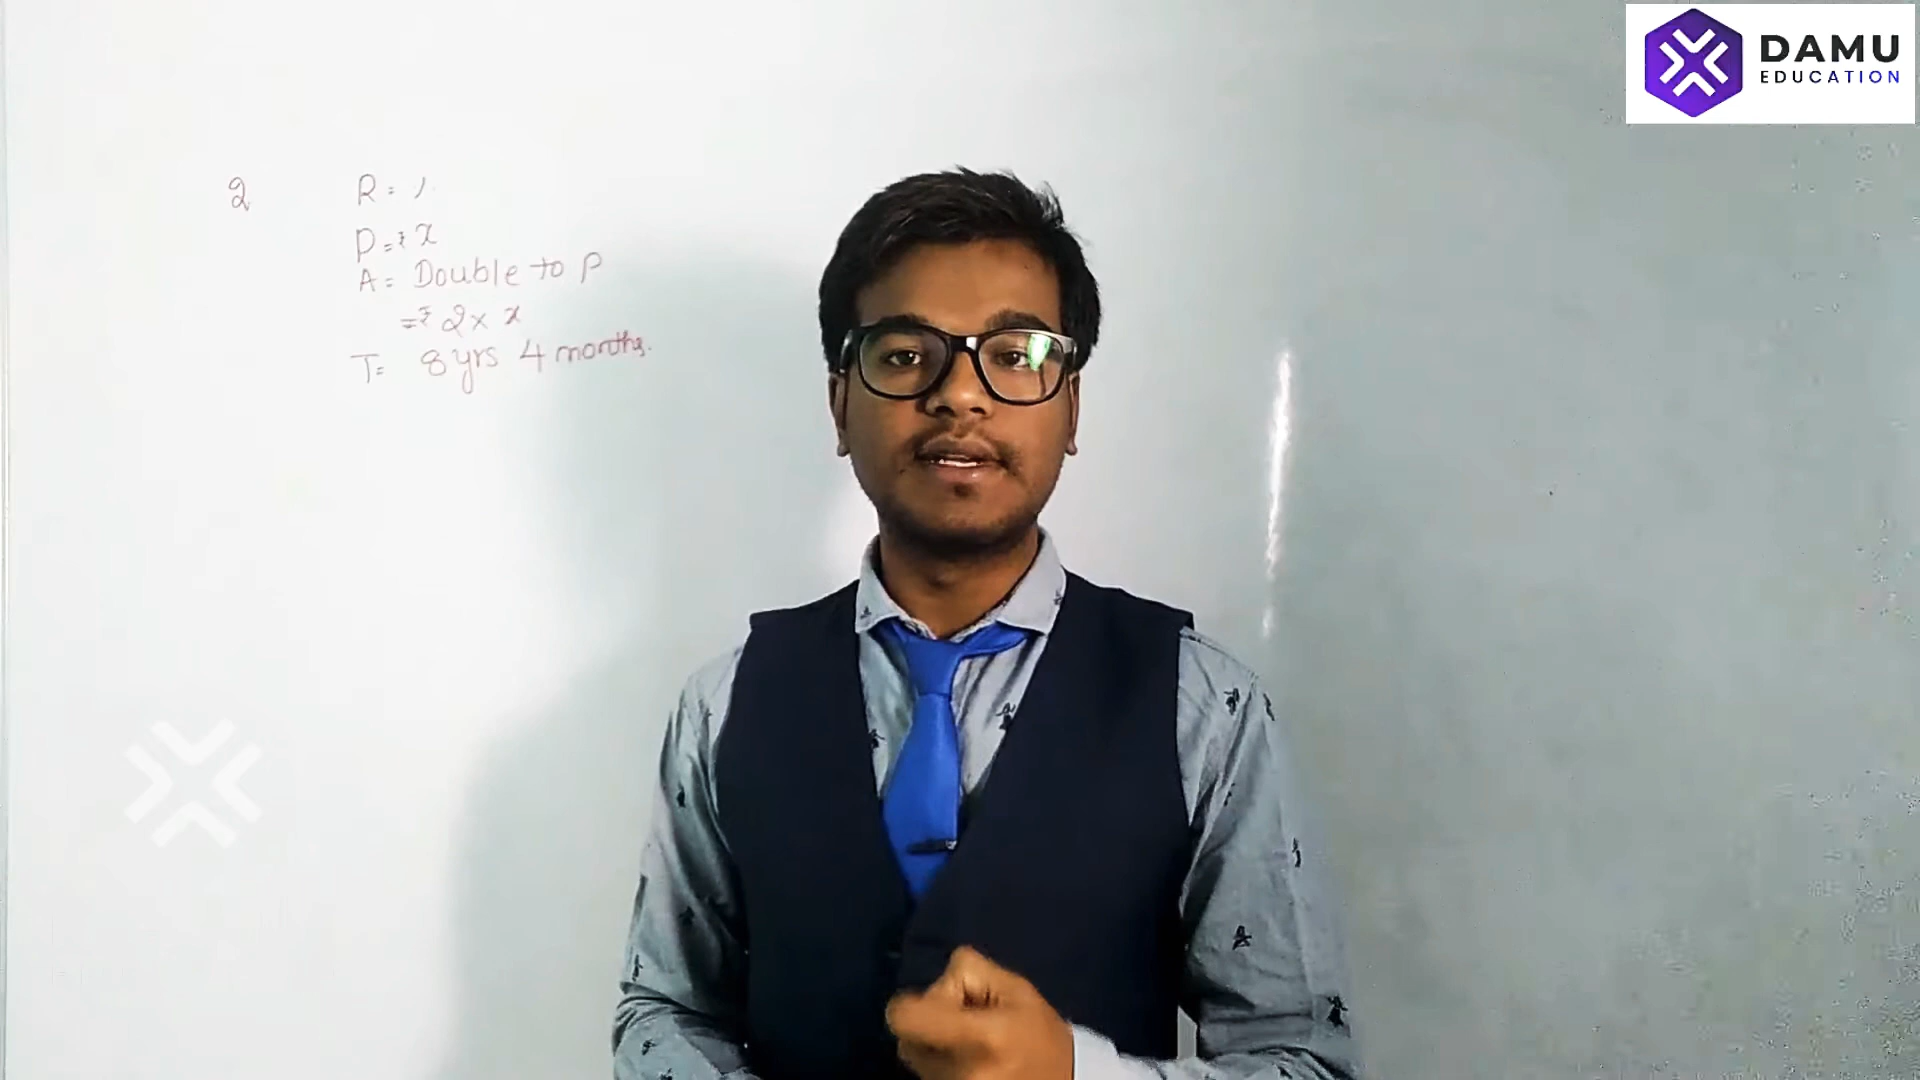 DAMU
EDUCATION
2
R =
P = ₹ x
A = Double to P
= ₹ 2 × x
T = 8 yrs 4 months.